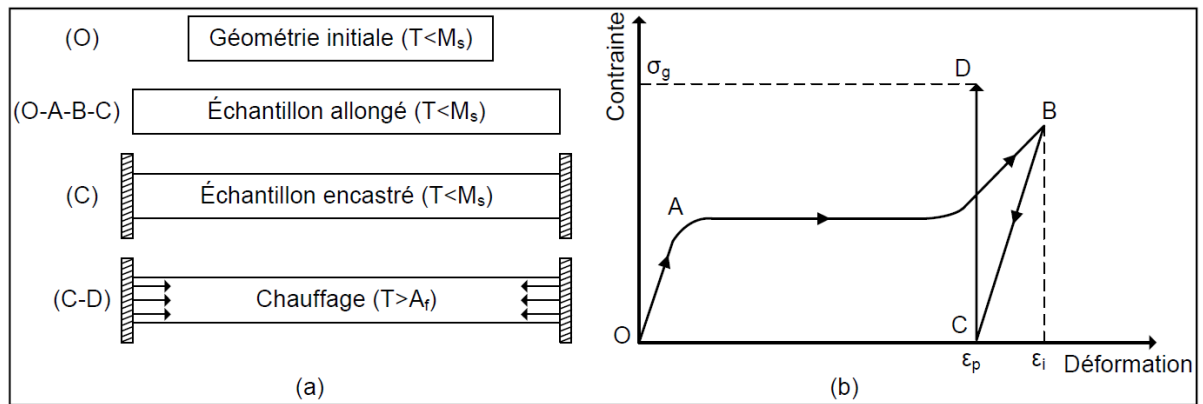 (O)
Géométrie initiale (T<Ms)
(O-A-B-C)
Échantillon allongé (T<Ms)
(C)
Échantillon encastré (T<Ms)
(C-D)
Chauffage (T>Af)
(a)
Contrainte
σg
D
B
A
C
O
εp
εi
Déformation
(b)